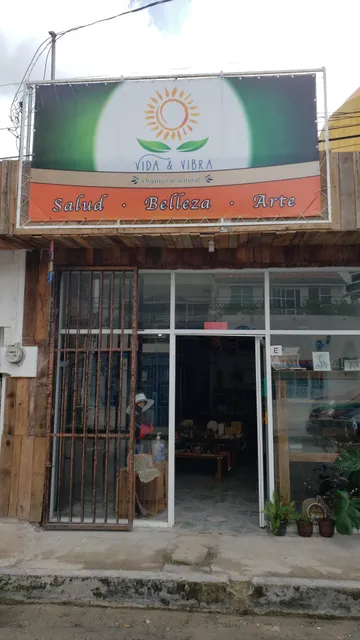 VIDA & VIBRA
Salud · Belleza · Arte
E